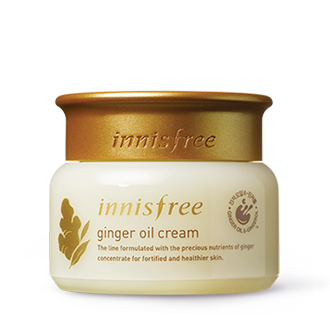 innisfree
innisfree
ginger oil cream
The line formulated with the precious nutrients of ginger
concentrate for fortified and healthier skin.